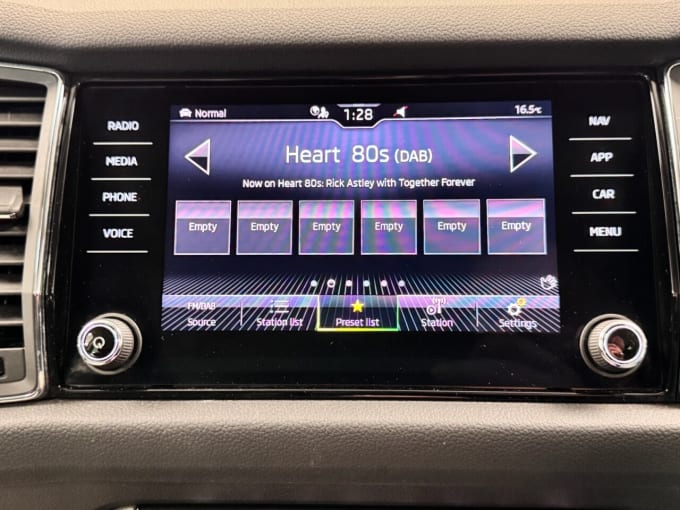 Normal
1:28
16.5°C
RADIO
MEDIA
PHONE
VOICE
NAV
APP
CAR
MENU
Heart 80s (DAB)
Now on Heart 80s: Rick Astley with Together Forever
Empty Empty Empty Empty Empty Empty
FM/DAB
Source
Station list
Preset list
Station
Settings